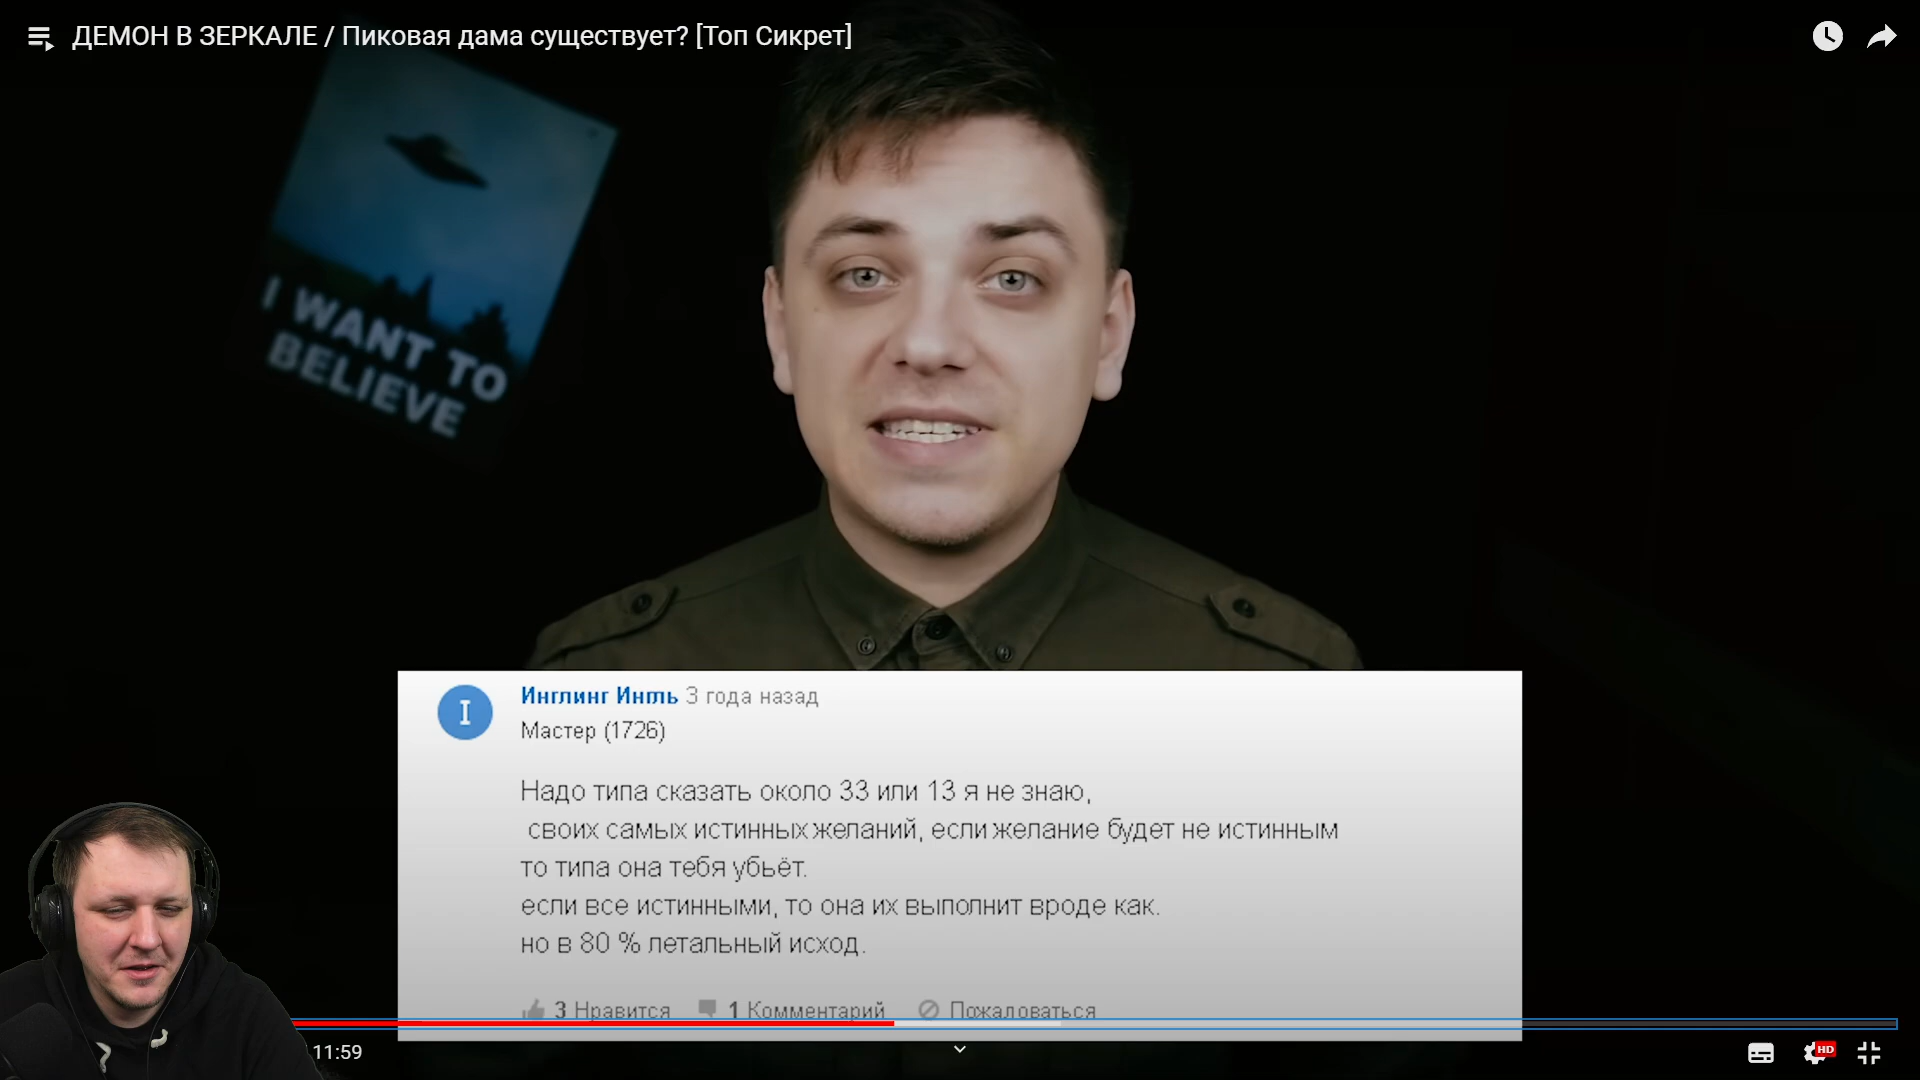 ДЕМОН В ЗЕРКАЛЕ / Пиковая дама существует? [Топ Сикрет]
I WANT TO
BELIEVE
I
Инглинг Ингль 3 года назад
Мастер (1726)
Надо типа сказать около 33 или 13 я не знаю,
своих самых истинных желаний, если желание будет не истинным
то типа она тебя убьёт.
если все истинными, то она их выполнит вроде как.
но в 80 % летальный исход.
3 Нравится 1 Комментарий Пожаловаться
11:59
HD